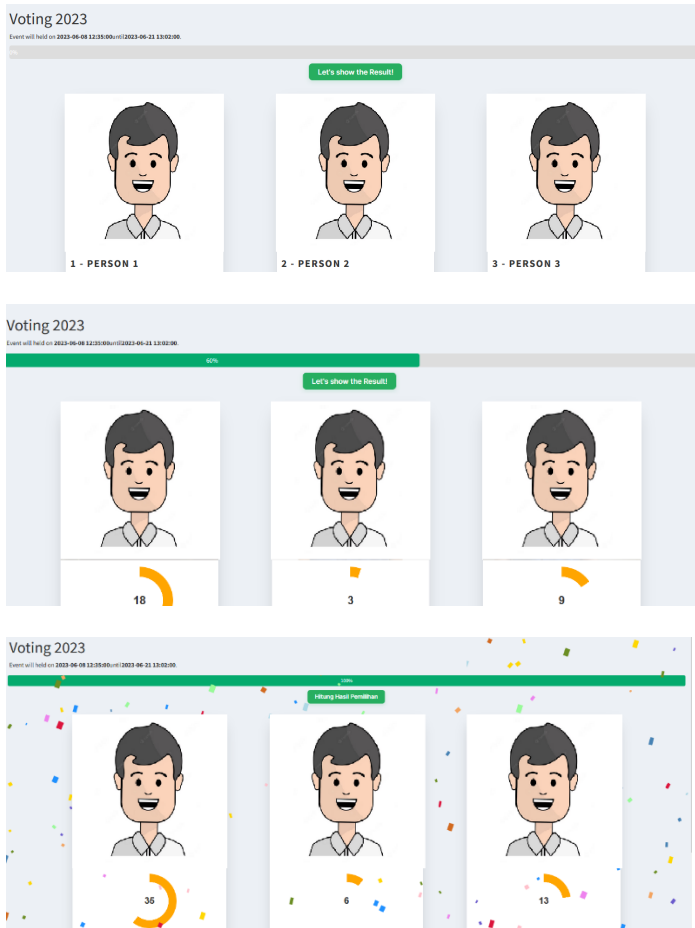 Voting 2023
Event will held on 2023-06-08 12:35:00until2023-06-21 13:02:00.
0%
Let's show the Result!
1 - PERSON 1
2 - PERSON 2
3 - PERSON 3
Voting 2023
Event will held on 2023-06-08 12:35:00until2023-06-21 13:02:00.
60%
Let's show the Result!
18
3
9
Voting 2023
Event will held on 2023-06-08 12:35:00until2023-06-21 13:02:00.
100%
Hitung Hasil Pemilihan
35
6
13